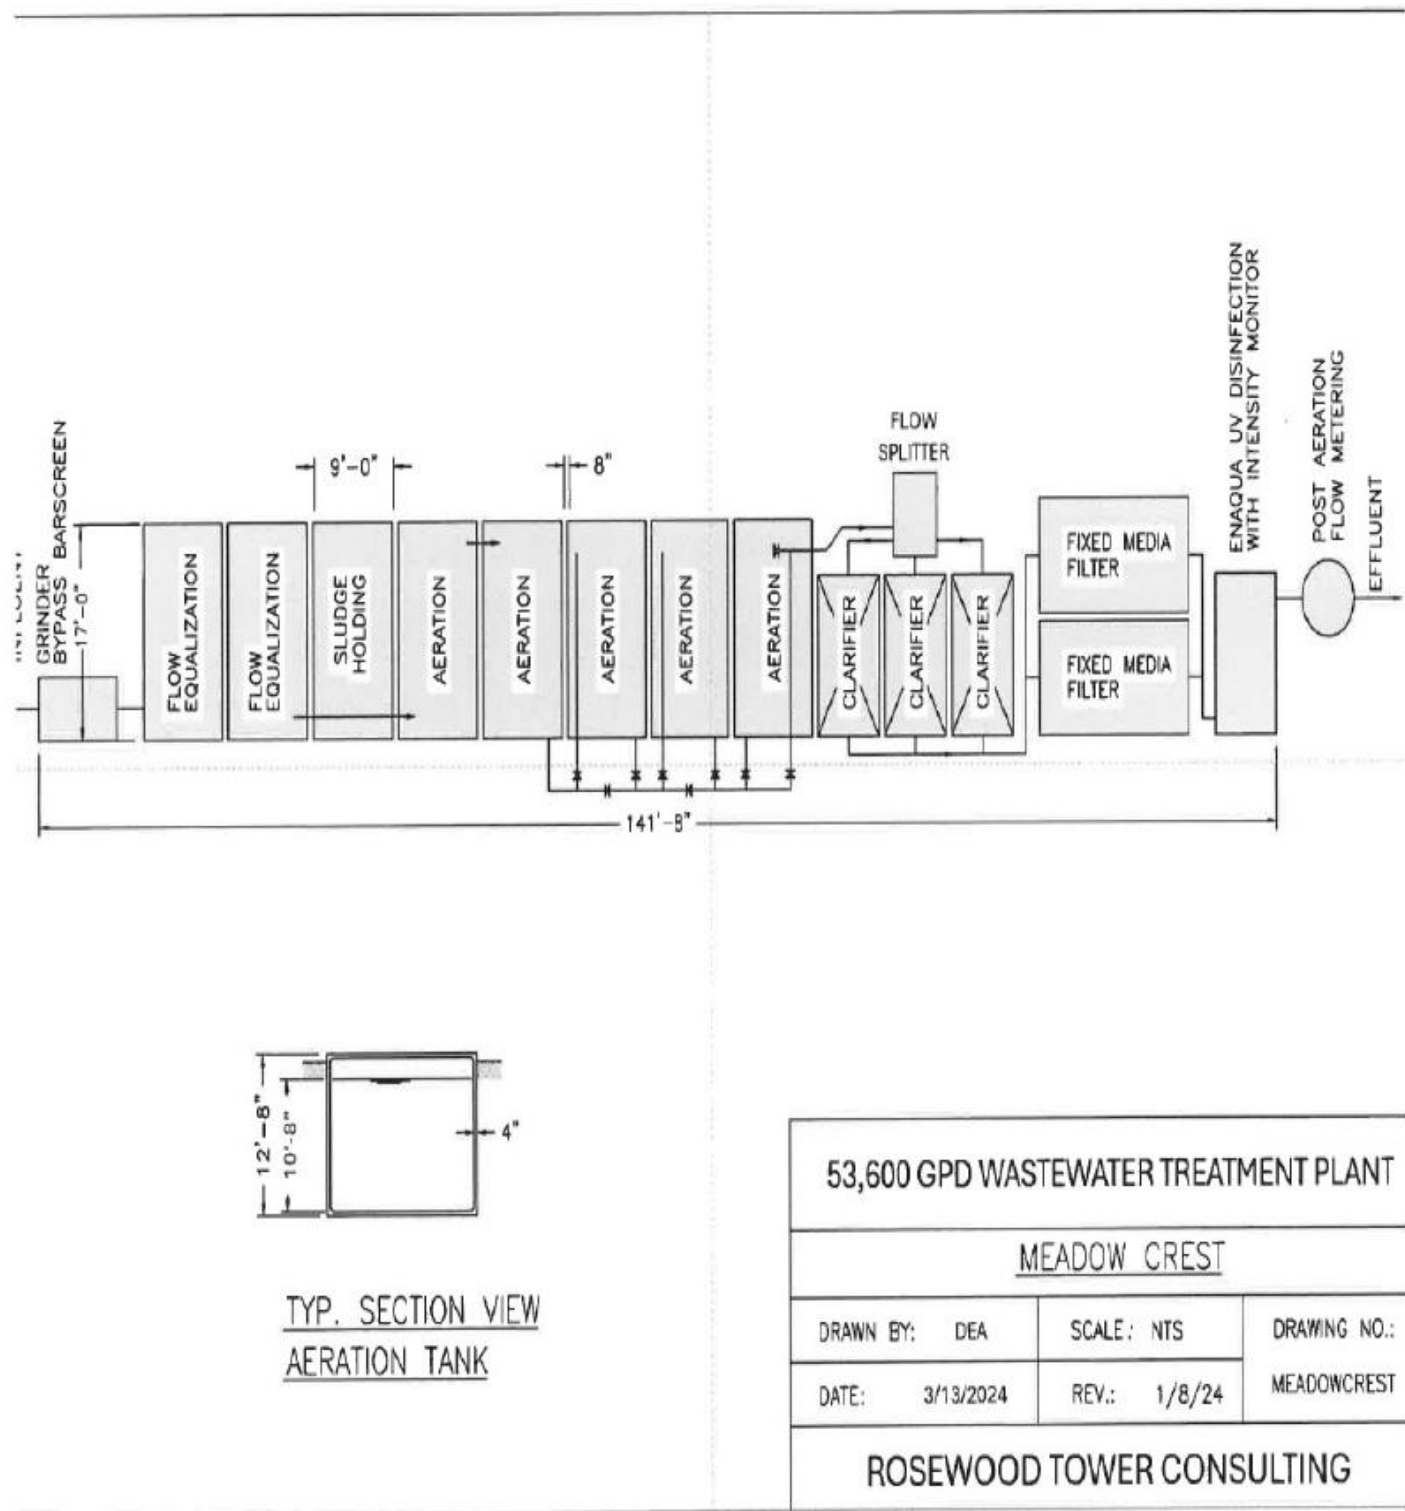 GRINDER
BYPASS BARSCREEN
17'-0"
FLOW
EQUALIZATION
FLOW
EQUALIZATION
9'-0"
SLUDGE
HOLDING
AERATION
AERATION
8"
AERATION
AERATION
AERATION
FLOW
SPLITTER
CLARIFIER
CLARIFIER
CLARIFIER
FIXED MEDIA
FILTER
FIXED MEDIA
FILTER
ENAQUA UV DISINFECTION
WITH INTENSITY MONITOR
POST AERATION
FLOW METERING
EFFLUENT
141'-8"
12'-8"
10'-8"
4"
TYP. SECTION VIEW
AERATION TANK
53,600 GPD WASTEWATER TREATMENT PLANT
MEADOW CREST
DRAWN BY: DEA
SCALE: NTS
DRAWING NO.:
DATE: 3/13/2024
REV.: 1/8/24
MEADOWCREST
ROSEWOOD TOWER CONSULTING